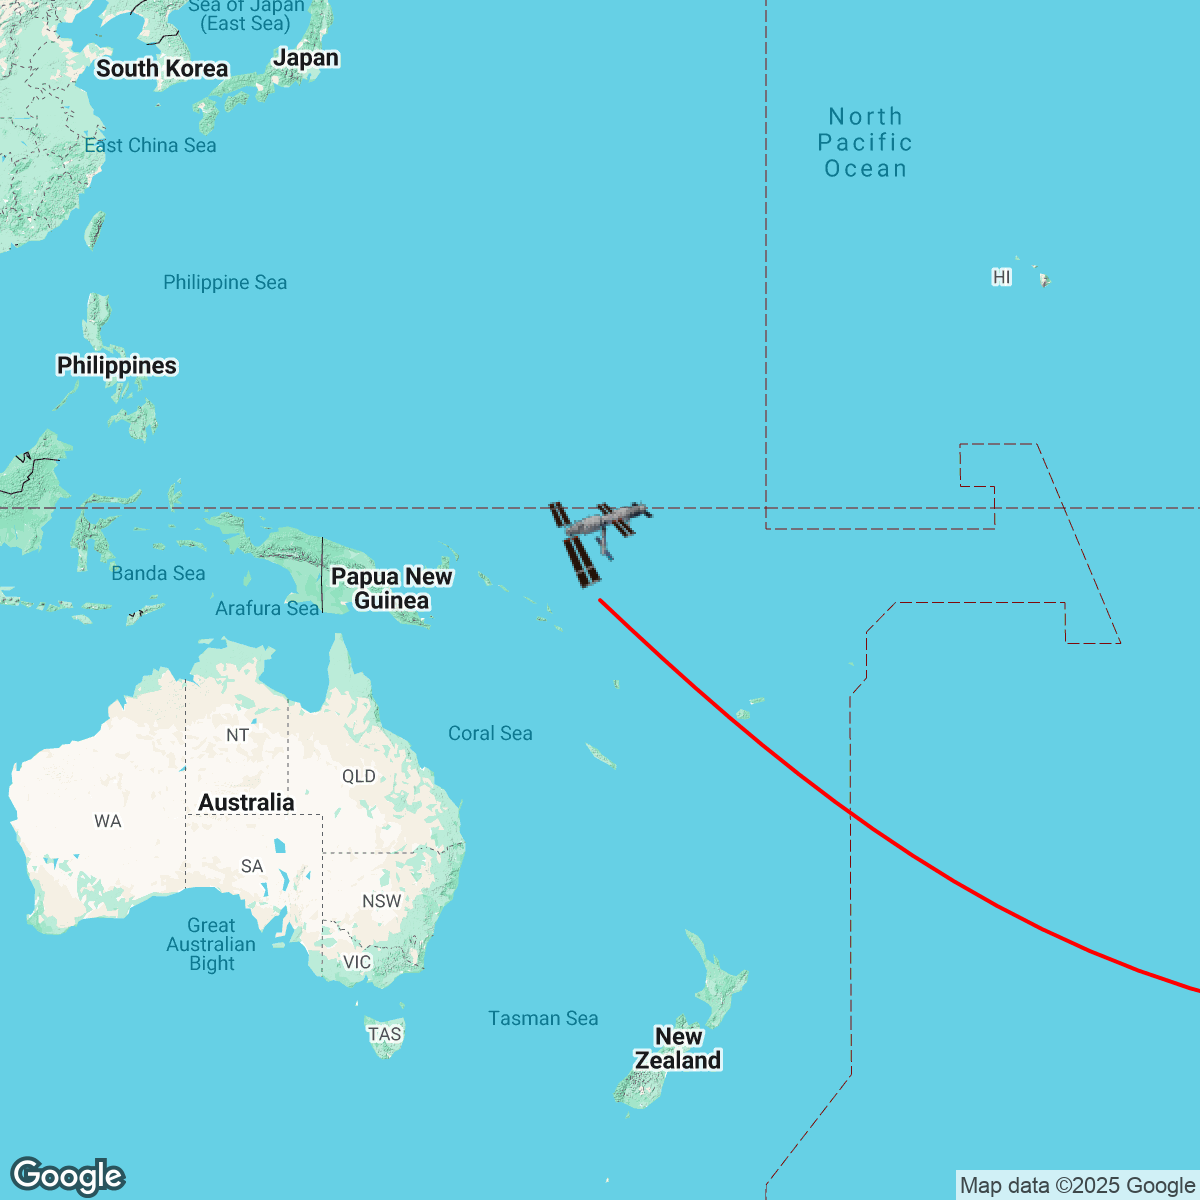 Sea of Japan
(East Sea)
Japan
South Korea
East China Sea
North
Pacific
Ocean
Philippine Sea
HI
Philippines
Banda Sea
Papua New
Guinea
Arafura Sea
Coral Sea
NT
QLD
Australia
WA
SA
NSW
Great
Australian
Bight
VIC
Tasman Sea
TAS
New
Zealand
Google
Map data ©2025 Google